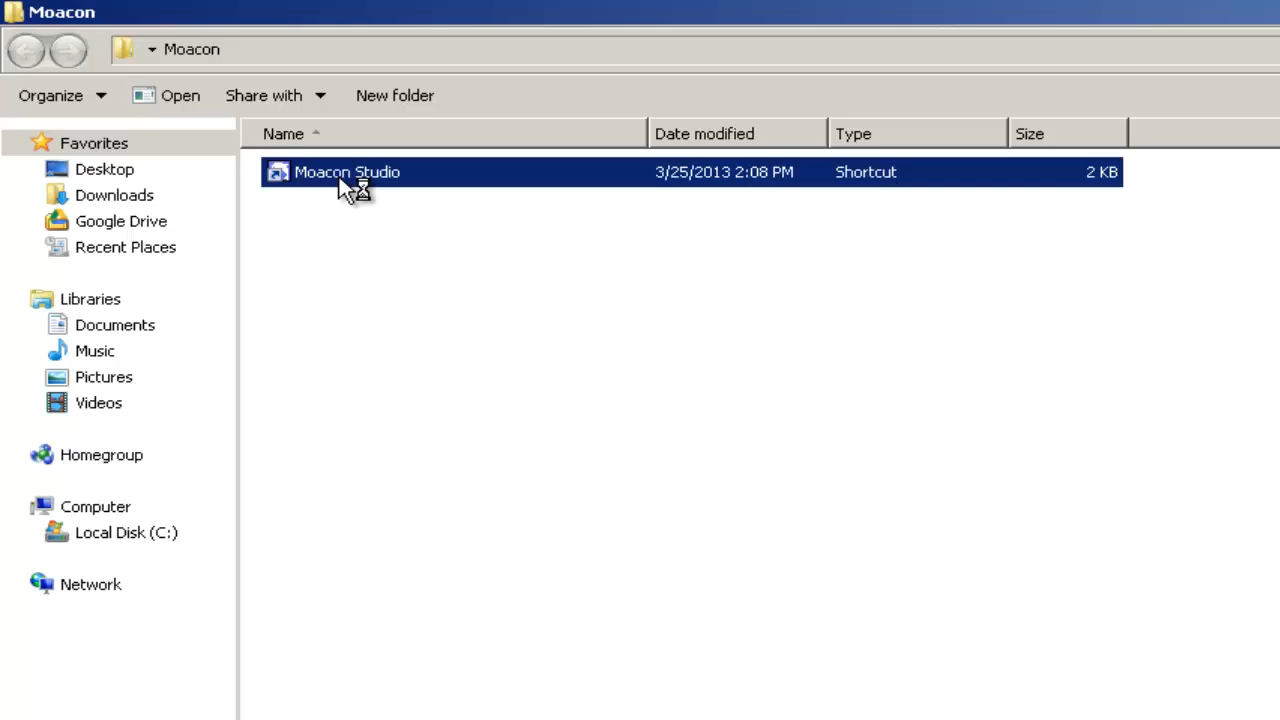 Moacon
Moacon
Organize Open Share with New folder
Name Date modified Type Size
Favorites
Moacon Studio 3/25/2013 2:08 PM Shortcut 2 KB
Desktop
Downloads
Google Drive
Recent Places
Libraries
Documents
Music
Pictures
Videos
Homegroup
Computer
Local Disk (C:)
Network